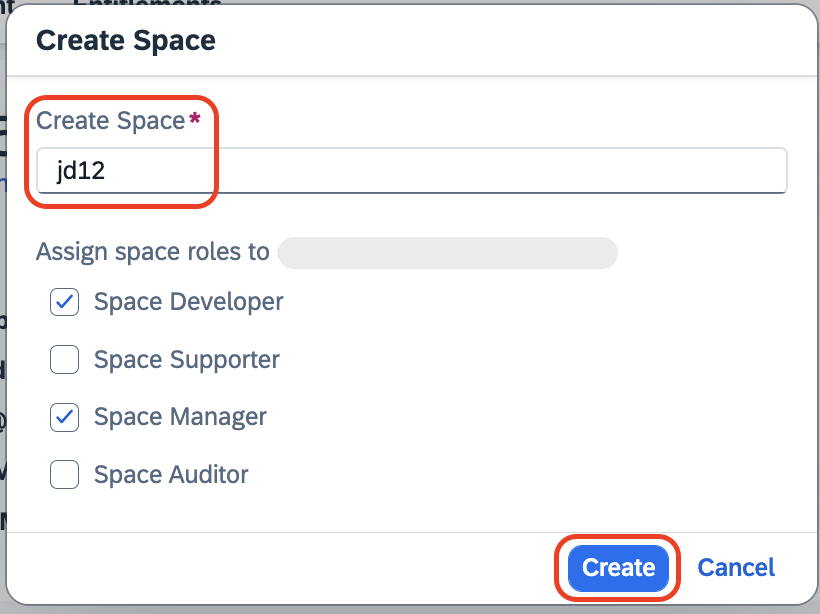 Create Space
Create Space*
jd12
Assign space roles to
Space Developer
Space Supporter
Space Manager
Space Auditor
Create Cancel